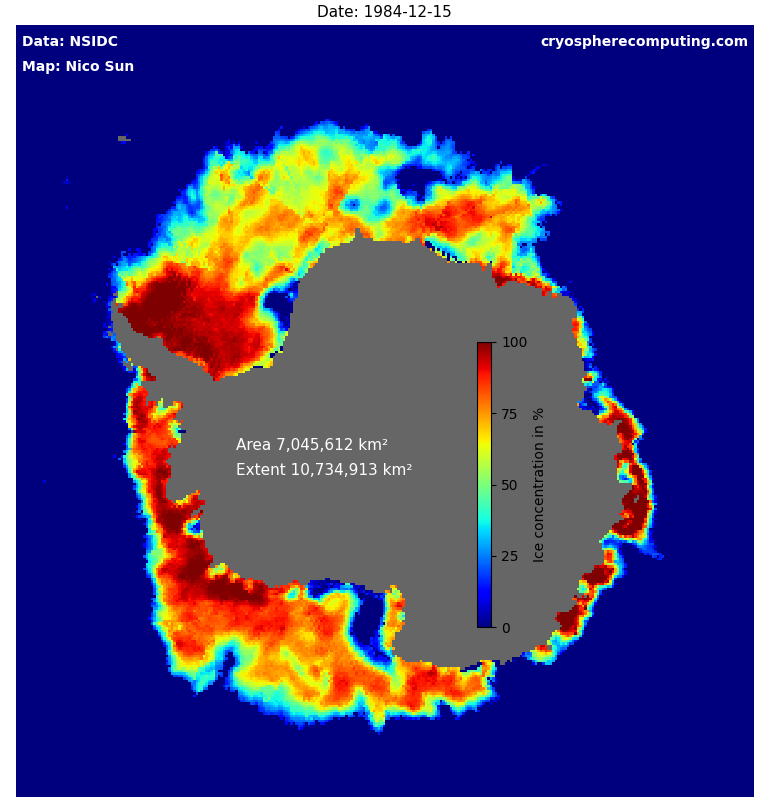 Date: 1984-12-15
Data: NSIDC
cryospherecomputing.com
Map: Nico Sun
100
75
50
25
0
Ice concentration in %
Area 7,045,612 km²
Extent 10,734,913 km²